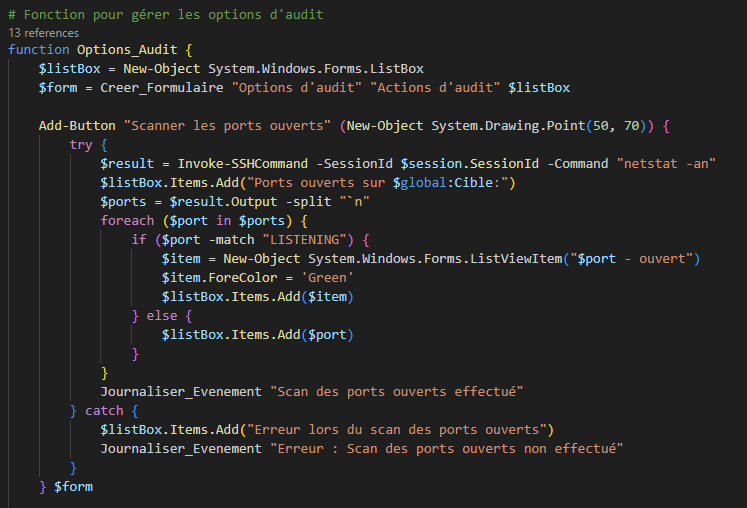 # Fonction pour gérer les options d'audit
13 references
function Options_Audit {
    $listBox = New-Object System.Windows.Forms.ListBox
    $form = Creer_Formulaire "Options d'audit" "Actions d'audit" $listBox
    Add-Button "Scanner les ports ouverts" (New-Object System.Drawing.Point(50, 70)) {
        try {
            $result = Invoke-SSHCommand -SessionId $session.SessionId -Command "netstat -an"
            $listBox.Items.Add("Ports ouverts sur $global:Cible:")
            $ports = $result.Output -split "`n"
            foreach ($port in $ports) {
                if ($port -match "LISTENING") {
                    $item = New-Object System.Windows.Forms.ListViewItem("$port - ouvert")
                    $item.ForeColor = 'Green'
                    $listBox.Items.Add($item)
                } else {
                    $listBox.Items.Add($port)
                }
            }
            Journaliser_Evenement "Scan des ports ouverts effectué"
        } catch {
            $listBox.Items.Add("Erreur lors du scan des ports ouverts")
            Journaliser_Evenement "Erreur : Scan des ports ouverts non effectué"
        }
    } $form